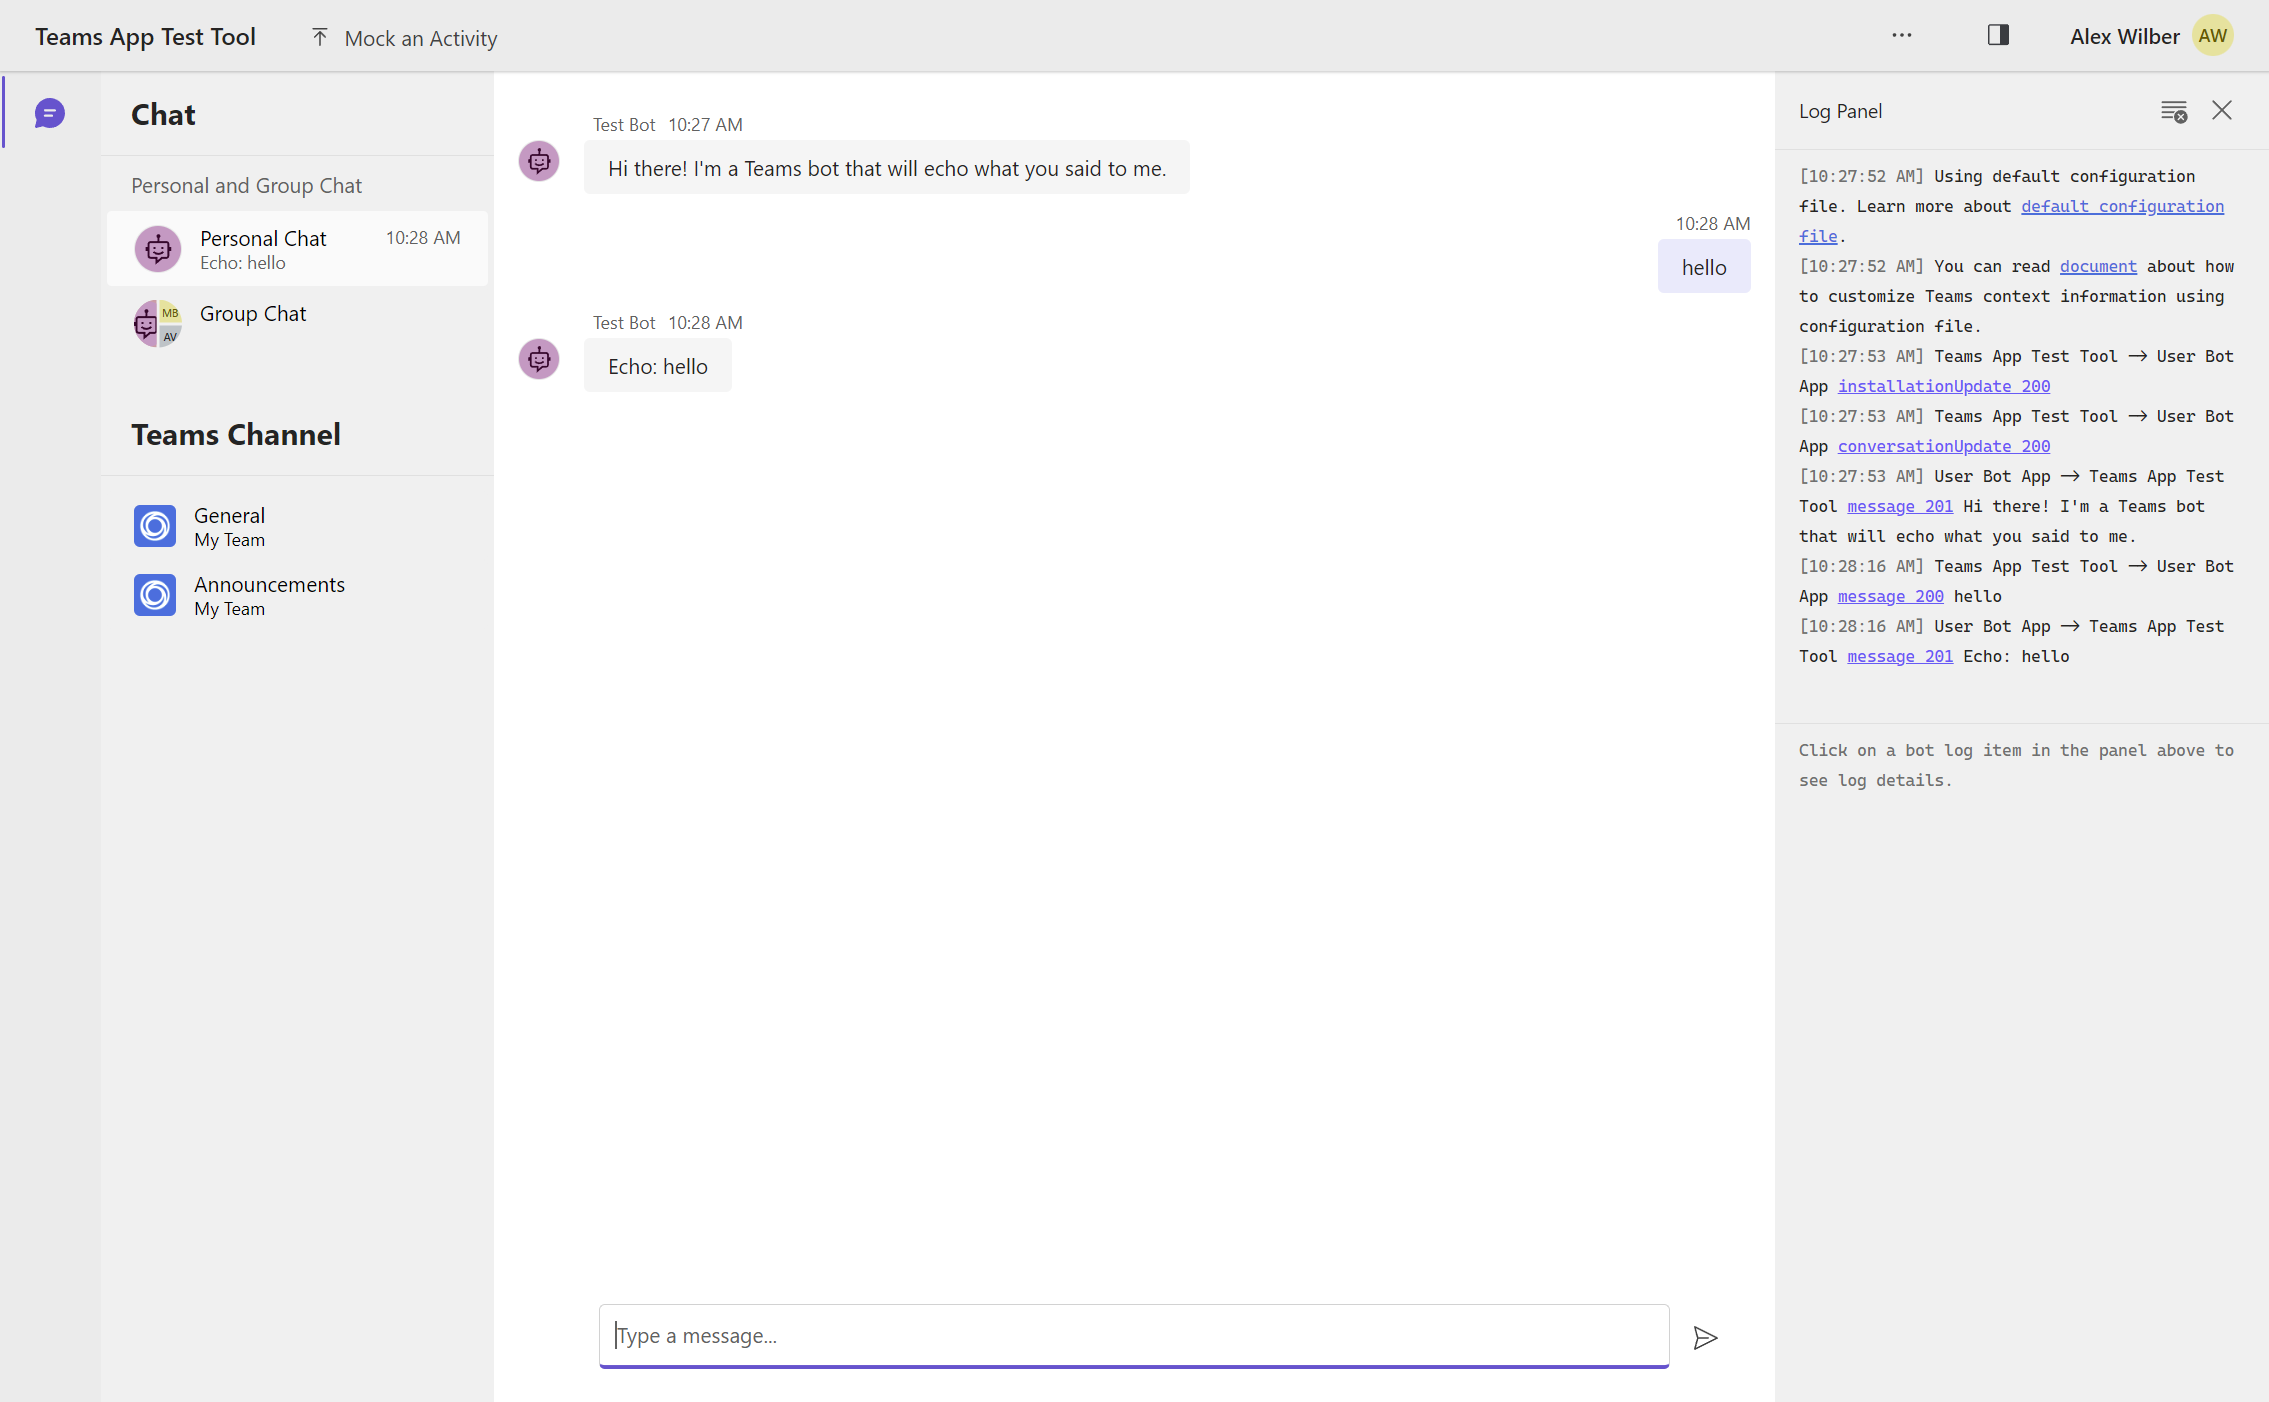 Teams App Test Tool
Mock an Activity
Alex Wilber
AW
Chat
Personal and Group Chat
Personal Chat
10:28 AM
Echo: hello
MB
AV
Group Chat
Teams Channel
General
My Team
Announcements
My Team
Test Bot 10:27 AM
Hi there! I'm a Teams bot that will echo what you said to me.
10:28 AM
hello
Test Bot 10:28 AM
Echo: hello
Type a message...
Log Panel
[10:27:52 AM] Using default configuration
file. Learn more about default configuration
file.
[10:27:52 AM] You can read document about how
to customize Teams context information using
configuration file.
[10:27:53 AM] Teams App Test Tool → User Bot
App installationUpdate 200
[10:27:53 AM] Teams App Test Tool → User Bot
App conversationUpdate 200
[10:27:53 AM] User Bot App → Teams App Test
Tool message 201 Hi there! I'm a Teams bot
that will echo what you said to me.
[10:28:16 AM] Teams App Test Tool → User Bot
App message 200 hello
[10:28:16 AM] User Bot App → Teams App Test
Tool message 201 Echo: hello
Click on a bot log item in the panel above to
see log details.